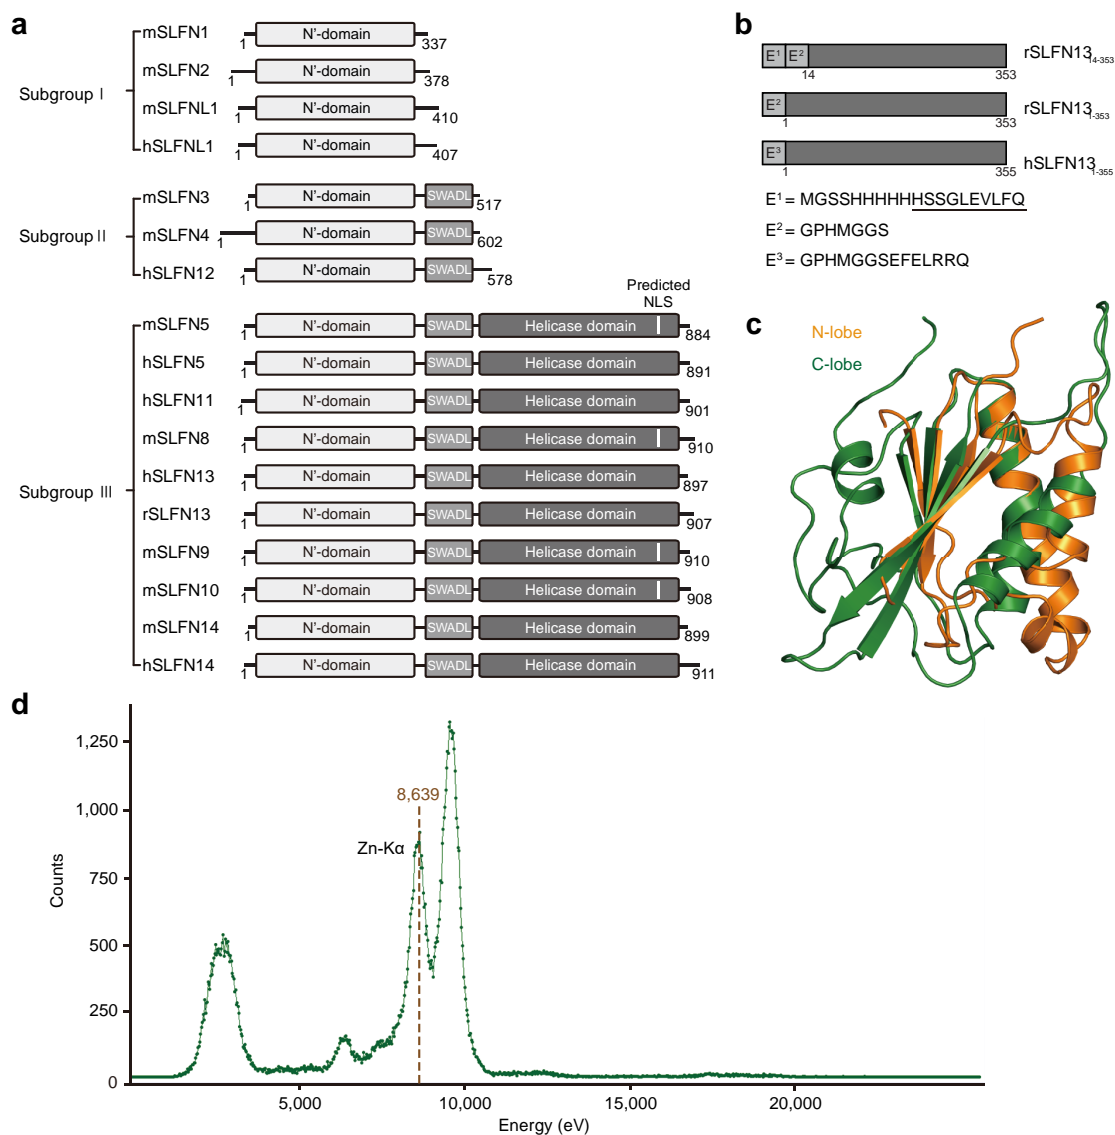 a
Subgroup I
mSLFN1 N'-domain 1 337
mSLFN2 N'-domain 1 378
mSLFNL1 N'-domain 1 410
hSLFNL1 N'-domain 1 407
Subgroup II
mSLFN3 N'-domain SWADL 1 517
mSLFN4 N'-domain SWADL 1 602
hSLFN12 N'-domain SWADL 1 578
Predicted
NLS
Subgroup III
mSLFN5 N'-domain SWADL Helicase domain 1 884
hSLFN5 N'-domain SWADL Helicase domain 1 891
hSLFN11 N'-domain SWADL Helicase domain 1 901
mSLFN8 N'-domain SWADL Helicase domain 1 910
hSLFN13 N'-domain SWADL Helicase domain 1 897
rSLFN13 N'-domain SWADL Helicase domain 1 907
mSLFN9 N'-domain SWADL Helicase domain 1 910
mSLFN10 N'-domain SWADL Helicase domain 1 908
mSLFN14 N'-domain SWADL Helicase domain 1 899
hSLFN14 N'-domain SWADL Helicase domain 1 911
b
E¹ E² rSLFN13 14-353
14 353
E² rSLFN13 1-353
1 353
E³ hSLFN13 1-355
1 355
E¹ = MGSSHHHHHHHSSGLEVLFQ
E² = GPHMGGS
E³ = GPHMGGSEFELRRQ
c
N-lobe
C-lobe
d
Counts
1,250
1,000
750
500
250
0
8,639
Zn-Kα
5,000 10,000 15,000 20,000
Energy (eV)